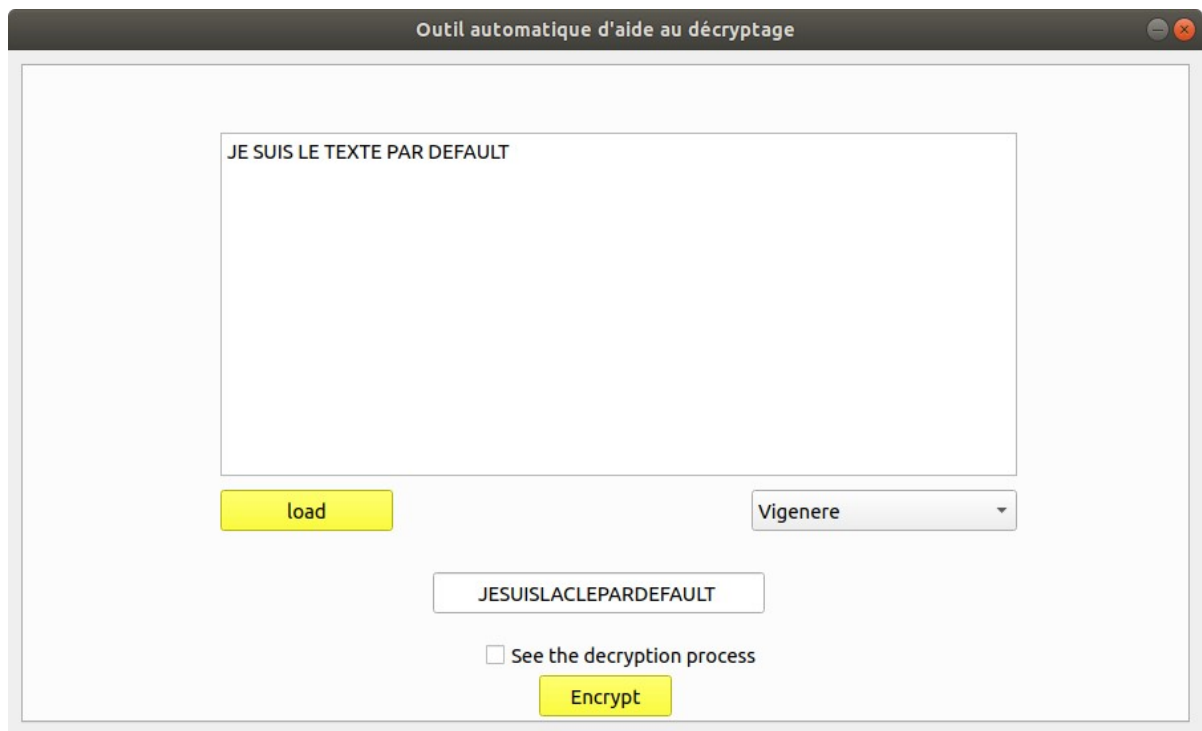 Outil automatique d'aide au décryptage
JE SUIS LE TEXTE PAR DEFAULT
load
Vigenere
JESUISLACLEPARDEFAULT
See the decryption process
Encrypt